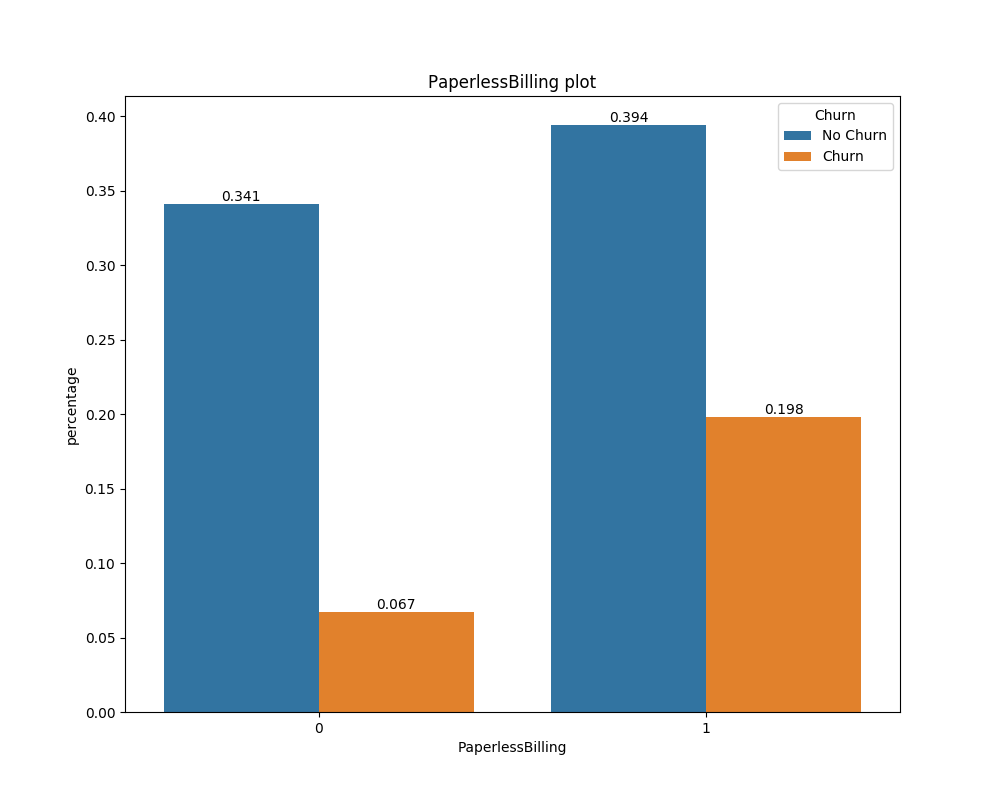 PaperlessBilling plot
Churn
No Churn
Churn
0.40
0.35
0.30
0.25
0.20
0.15
0.10
0.05
0.00
percentage
0.341
0.067
0.394
0.198
0
1
PaperlessBilling